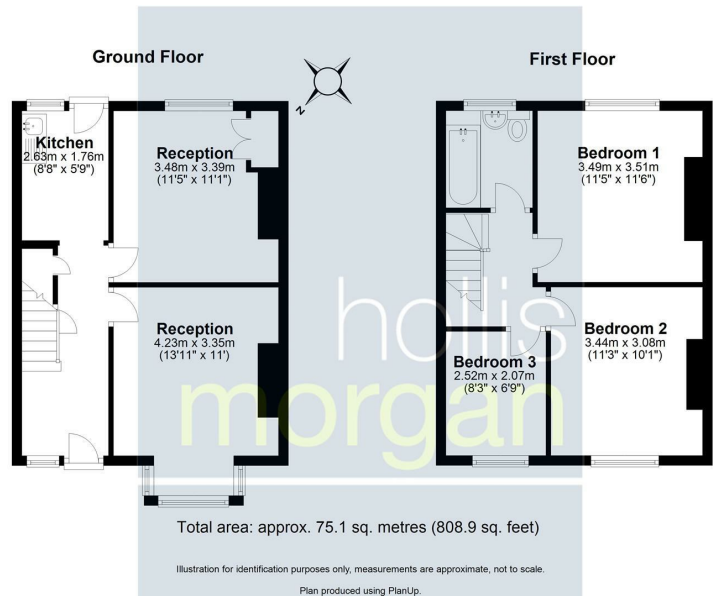 Ground Floor
First Floor
N
Kitchen
2.63m x 1.76m
(8'8" x 5'9")
Reception
3.48m x 3.39m
(11'5" x 11'1")
Reception
4.23m x 3.35m
(13'11" x 11')
Bedroom 1
3.49m x 3.51m
(11'5" x 11'6")
Bedroom 2
3.44m x 3.08m
(11'3" x 10'1")
Bedroom 3
2.52m x 2.07m
(8'3" x 6'9")
hollis
morgan
Total area: approx. 75.1 sq. metres (808.9 sq. feet)
Illustration for identification purposes only, measurements are approximate, not to scale.
Plan produced using PlanUp.